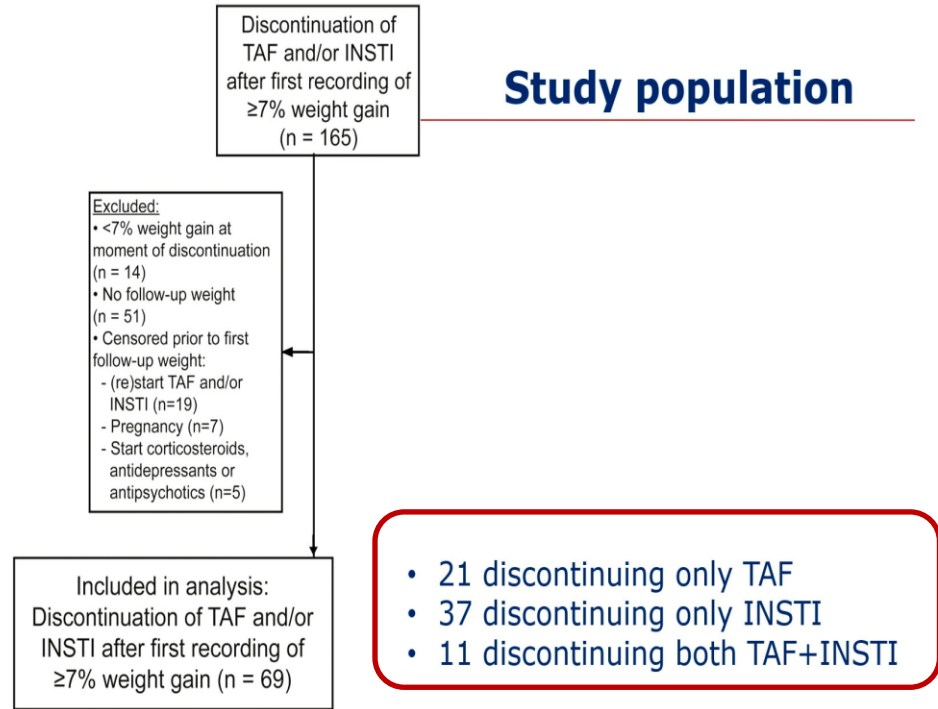 Discontinuation of
TAF and/or INSTI
after first recording of
≥7% weight gain
(n = 165)
Study population
Excluded:
• <7% weight gain at
moment of discontinuation
(n = 14)
• No follow-up weight
(n = 51)
• Censored prior to first
follow-up weight:
- (re)start TAF and/or
INSTI (n=19)
- Pregnancy (n=7)
- Start corticosteroids,
antidepressants or
antipsychotics (n=5)
Included in analysis:
Discontinuation of TAF and/or
INSTI after first recording of
≥7% weight gain (n = 69)
• 21 discontinuing only TAF
• 37 discontinuing only INSTI
• 11 discontinuing both TAF+INSTI